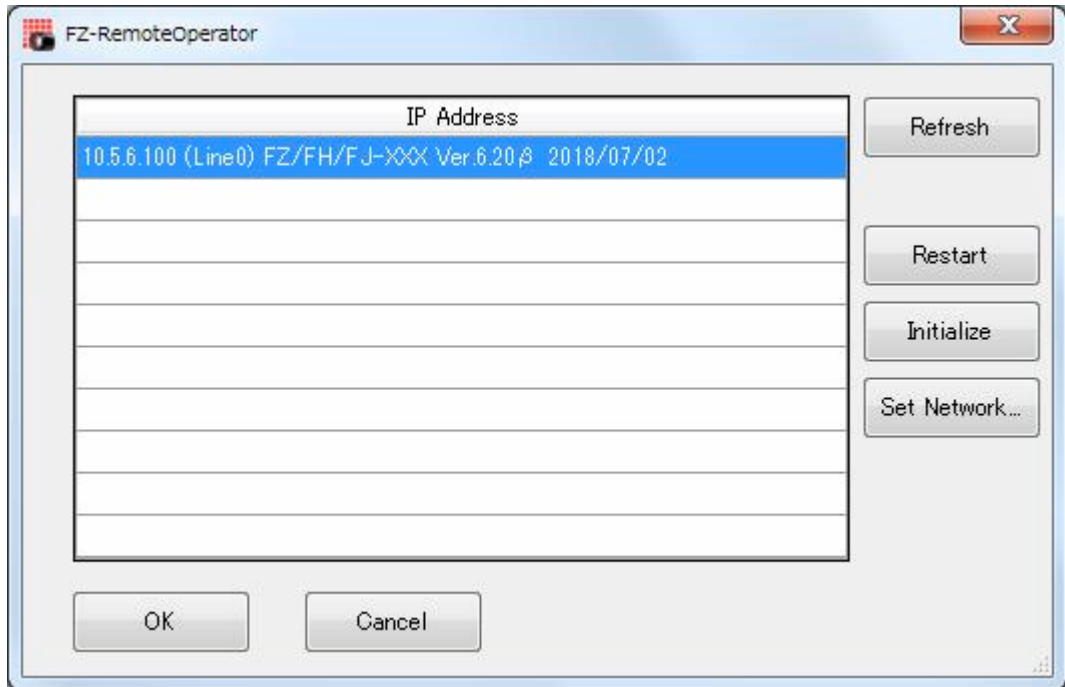 FZ-RemoteOperator
IP Address
10.5.6.100 (Line0) FZ/FH/FJ-XXX Ver.6.20β 2018/07/02
Refresh
Restart
Initialize
Set Network...
OK
Cancel